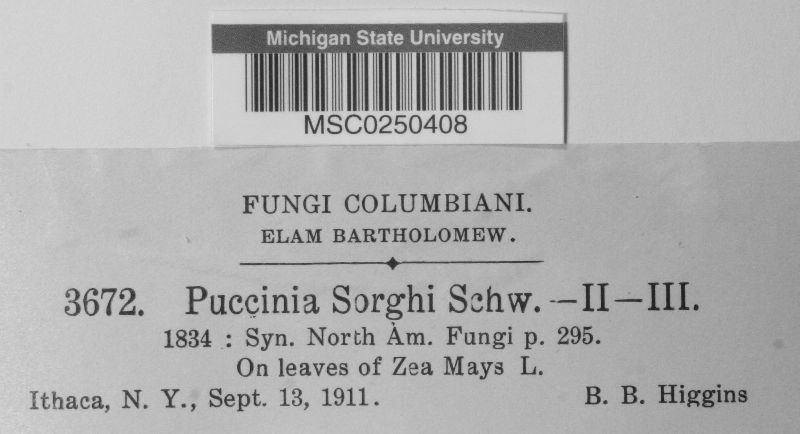 Michigan State University
MSC0250408
FUNGI COLUMBIANI.
ELAM BARTHOLOMEW.
3672. Puccinia Sorghi Schw. —II—III.
1834 : Syn. North Am. Fungi p. 295.
On leaves of Zea Mays L.
Ithaca, N. Y., Sept. 13, 1911. B. B. Higgins